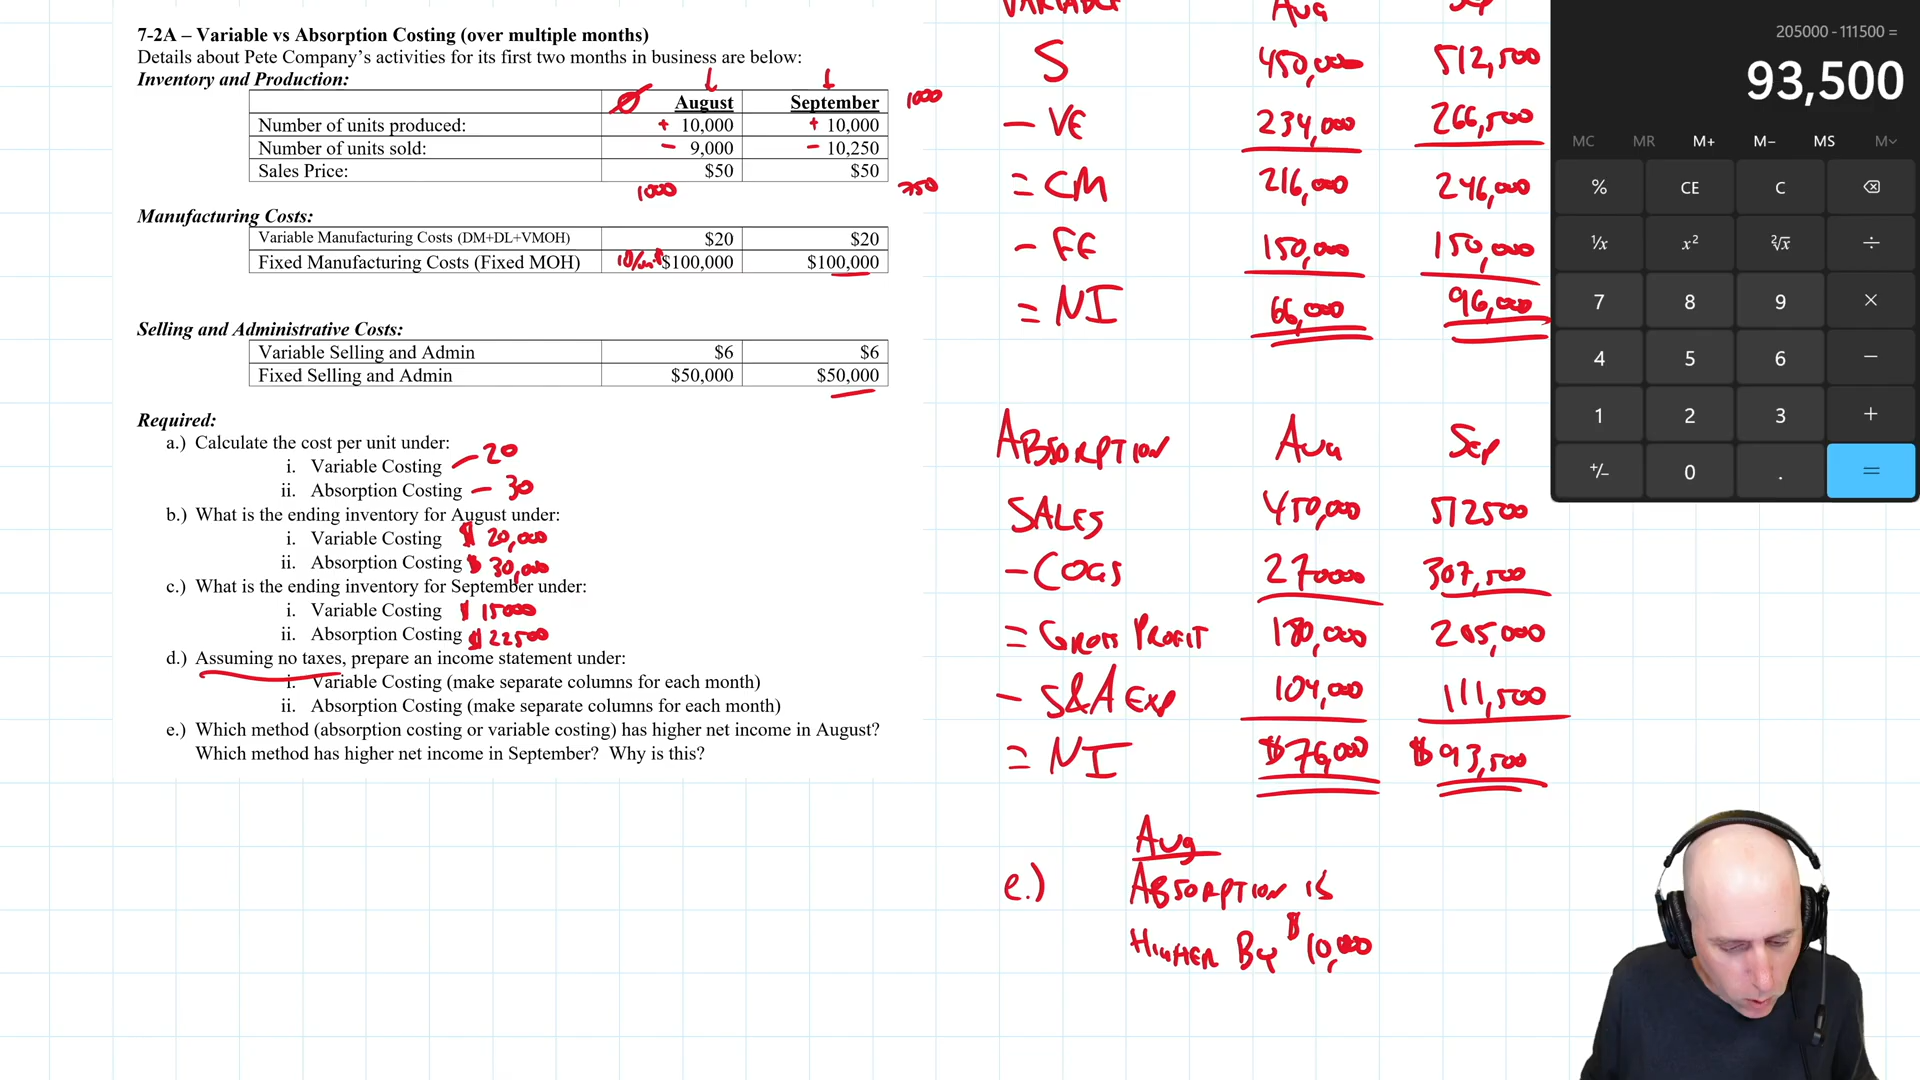 7-2A – Variable vs Absorption Costing (over multiple months)
Details about Pete Company's activities for its first two months in business are below:
Inventory and Production:
Ø August September 1000
Number of units produced: + 10,000 + 10,000
Number of units sold: - 9,000 - 10,250
Sales Price: $50 $50
1000 750
Manufacturing Costs:
Variable Manufacturing Costs (DM+DL+VMOH) $20 $20
Fixed Manufacturing Costs (Fixed MOH) 10/unit $100,000 $100,000
Selling and Administrative Costs:
Variable Selling and Admin $6 $6
Fixed Selling and Admin $50,000 $50,000
Required:
a.) Calculate the cost per unit under:
i. Variable Costing – 20
ii. Absorption Costing – 30
b.) What is the ending inventory for August under:
i. Variable Costing $ 20,000
ii. Absorption Costing $ 30,000
c.) What is the ending inventory for September under:
i. Variable Costing $ 15000
ii. Absorption Costing $ 22500
d.) Assuming no taxes, prepare an income statement under:
i. Variable Costing (make separate columns for each month)
ii. Absorption Costing (make separate columns for each month)
e.) Which method (absorption costing or variable costing) has higher net income in August?
Which method has higher net income in September? Why is this?
VARIABLE Aug Sep
S 450,000 512,500
- VE 234,000 266,500
= CM 216,000 246,000
- FE 150,000 150,000
= NI 66,000 96,000
ABSORPTION Aug Sep
SALES 450,000 512500
- COGS 270000 307,500
= GROSS PROFIT 180,000 205,000
- S&A EXP 104,000 111,500
= NI $76,000 $93,500
Aug
e.) ABSORPTION is
HIGHER By $10,000
205000 - 111500 =
93,500
MC MR M+ M− MS M˅
% CE C ⌫
¹/x x² ²√x ÷
7 8 9 ×
4 5 6 −
1 2 3 +
+/− 0 . =